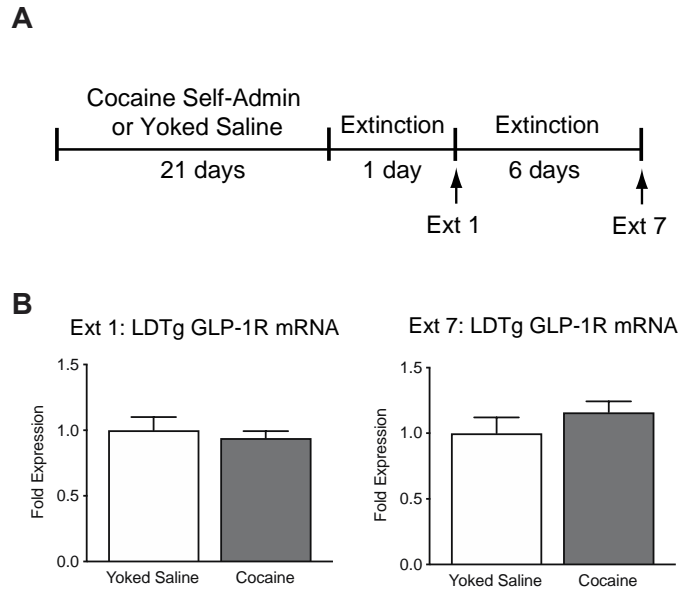 A
Cocaine Self-Admin
or Yoked Saline
Extinction
Extinction
21 days
1 day
6 days
Ext 1
Ext 7
B
Ext 1: LDTg GLP-1R mRNA
Fold Expression
1.5
1.0
0.5
0.0
Yoked Saline
Cocaine
Ext 7: LDTg GLP-1R mRNA
Fold Expression
1.5
1.0
0.5
0.0
Yoked Saline
Cocaine